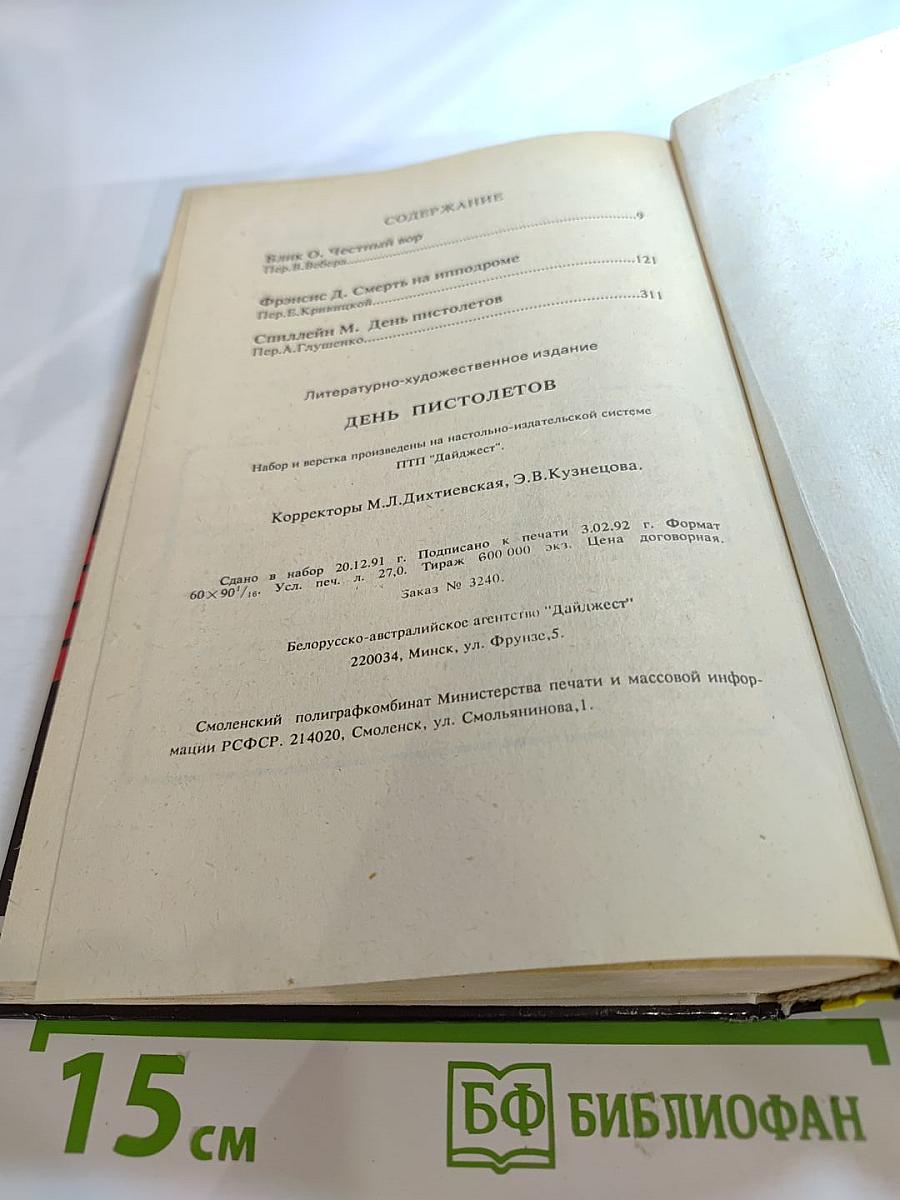 СОДЕРЖАНИЕ
Блик О. Честный вор
Пер.В.Вебера..........9
Фрэнсис Д. Смерть на ипподроме
Пер.Е.Кривицкой..........121
Спиллейн М. День пистолетов
Пер.А.Глушенко..........311
Литературно-художественное издание
ДЕНЬ ПИСТОЛЕТОВ
Набор и верстка произведены на настольно-издательской системе
ПТП "Дайджест".
Корректоры М.Л.Дихтиевская, Э.В.Кузнецова.
Сдано в набор 20.12.91 г. Подписано к печати 3.02.92 г. Формат
60×90 1/16. Усл. печ. л. 27,0. Тираж 600 000 экз. Цена договорная.
Заказ № 3240.
Белорусско-австралийское агентство "Дайджест"
220034, Минск, ул. Фрунзе,5.
Смоленский полиграфкомбинат Министерства печати и массовой инфор-
мации РСФСР. 214020, Смоленск, ул. Смольянинова,1.
15 см
БФ БИБЛИОФАН